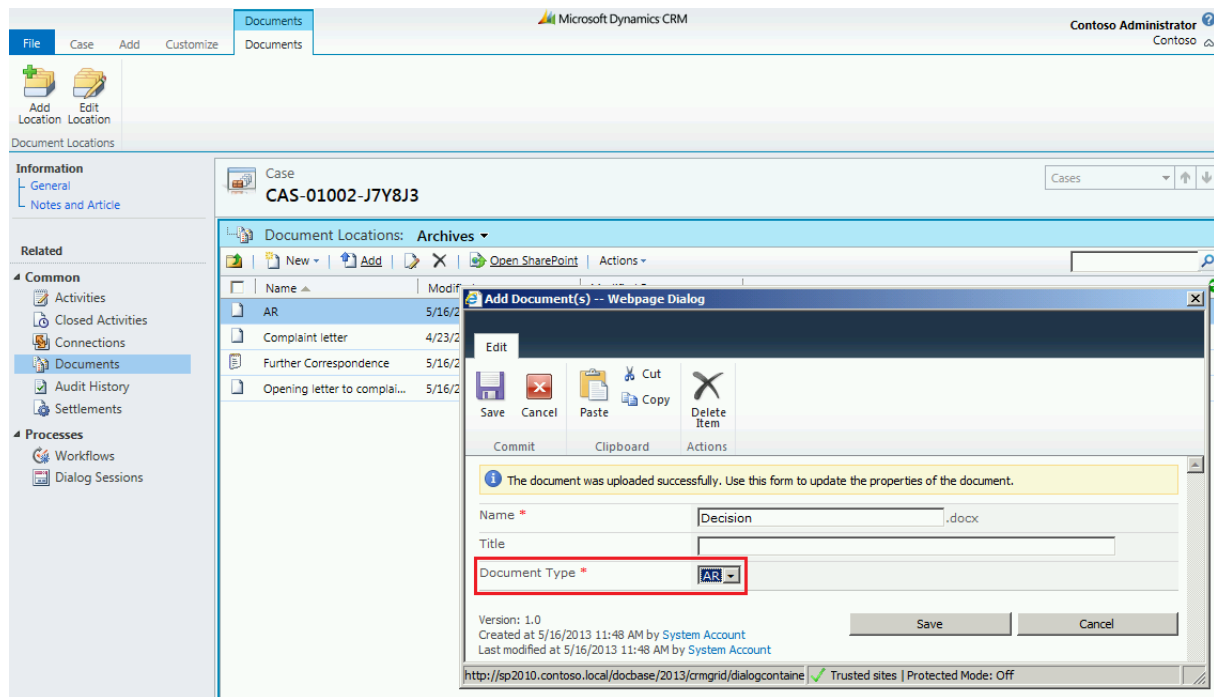 Documents
Microsoft Dynamics CRM
Contoso Administrator
File Case Add Customize Documents
Contoso
Add Location
Edit Location
Document Locations
Information
General
Notes and Article
Related
Common
Activities
Closed Activities
Connections
Documents
Audit History
Settlements
Processes
Workflows
Dialog Sessions
Case
CAS-01002-J7Y8J3
Cases
Document Locations: Archives
New Add Open SharePoint Actions
Name
AR 5/16/2
Complaint letter 4/23/2
Further Correspondence 5/16/2
Opening letter to complai... 5/16/2
Add Document(s) -- Webpage Dialog
Edit
Save Cancel Paste Cut
Copy
Delete Item
Commit Clipboard Actions
The document was uploaded successfully. Use this form to update the properties of the document.
Name * Decision .docx
Title
Document Type * AR
Version: 1.0
Created at 5/16/2013 11:48 AM by System Account
Last modified at 5/16/2013 11:48 AM by System Account
Save Cancel
http://sp2010.contoso.local/docbase/2013/crmgrid/dialogcontaine Trusted sites | Protected Mode: Off